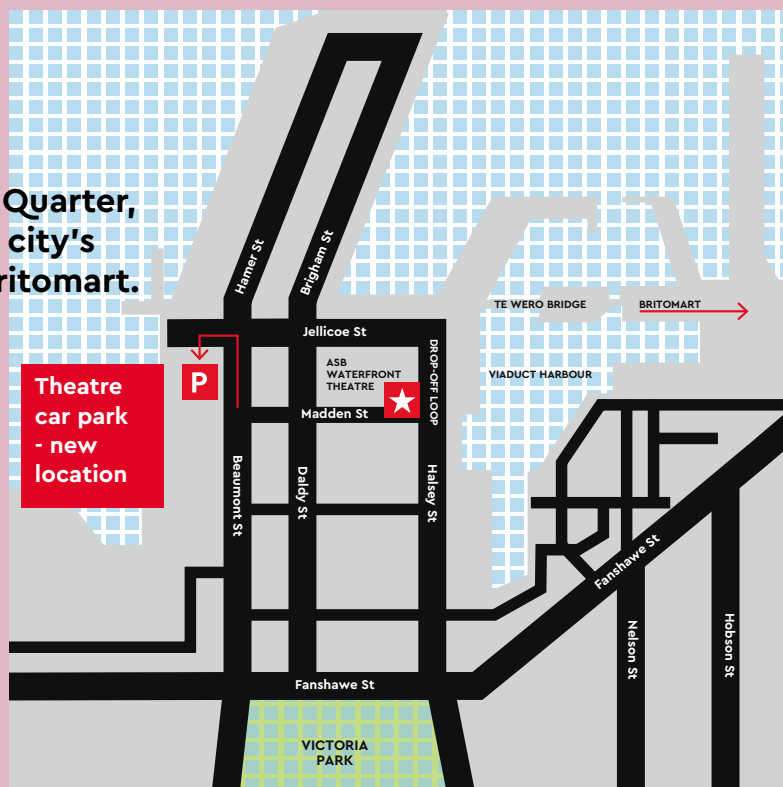 Quarter,
city's
ritomart.
Hamer St
Brigham St
TE WERO BRIDGE
BRITOMART
Jellicoe St
ASB
WATERFRONT
THEATRE
DROP-OFF LOOP
VIADUCT HARBOUR
P
Theatre
car park
- new
location
Madden St
Beaumont St
Daldy St
Halsey St
Fanshawe St
Nelson St
Hobson St
Fanshawe St
VICTORIA
PARK